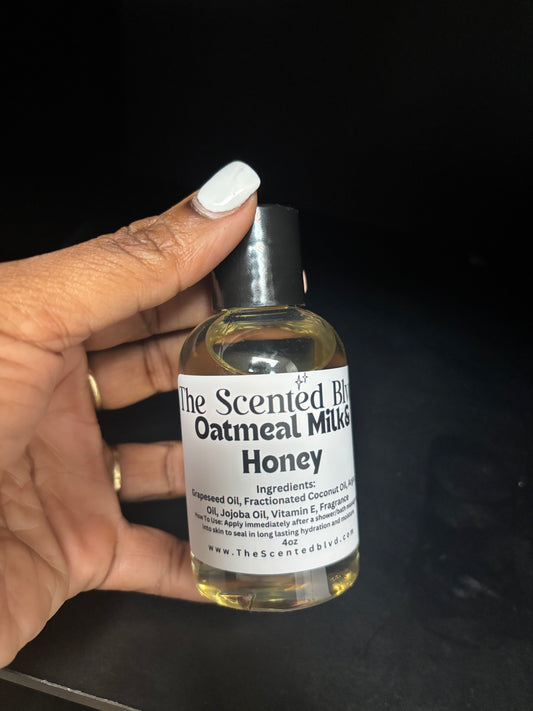 The Scented Blv
Oatmeal Milk&
Honey
Ingredients:
Grapeseed Oil, Fractionated Coconut Oil,
Oil, Jojoba Oil, Vitamin E, Fragrance
How To Use: Apply immediately after a shower/bath
into skin to seal in long lasting hydration and moisture
4oz
www.TheScentedblvd.com